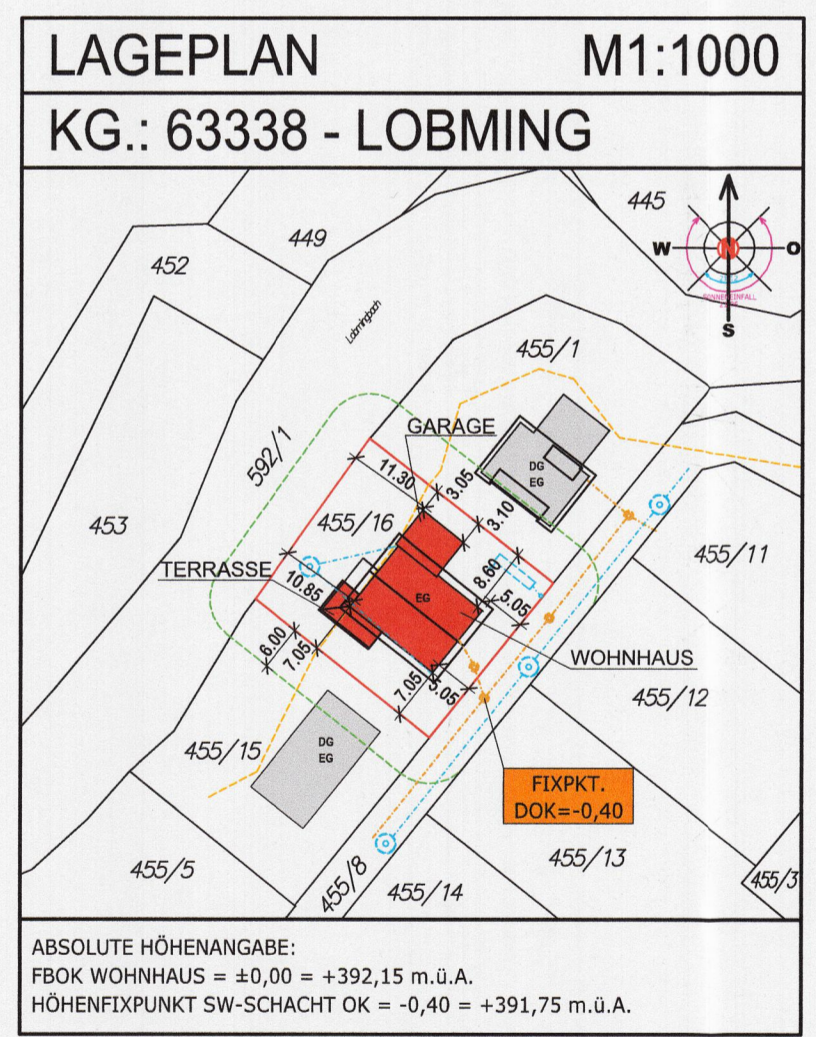 LAGEPLAN M1:1000
KG.: 63338 - LOBMING
445
449
452
W N O
SONNENEINFALL
S
Lobmingbach
455/1
GARAGE
592/1
11.30
3.05
DG
EG
3.10
453
455/16
455/11
TERRASSE
8.60
10.85
EG
5.05
6.00
7.05
WOHNHAUS
7.05
5.05
455/12
455/15
DG
EG
FIXPKT.
DOK=-0,40
455/5
455/8
455/13
455/14
455/3
ABSOLUTE HÖHENANGABE:
FBOK WOHNHAUS = ±0,00 = +392,15 m.ü.A.
HÖHENFIXPUNKT SW-SCHACHT OK = -0,40 = +391,75 m.ü.A.